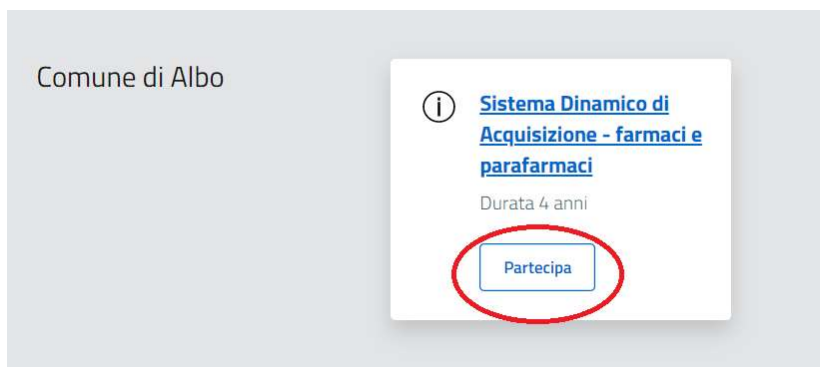 Comune di Albo
Sistema Dinamico di
Acquisizione - farmaci e
parafarmaci
Durata 4 anni
Partecipa